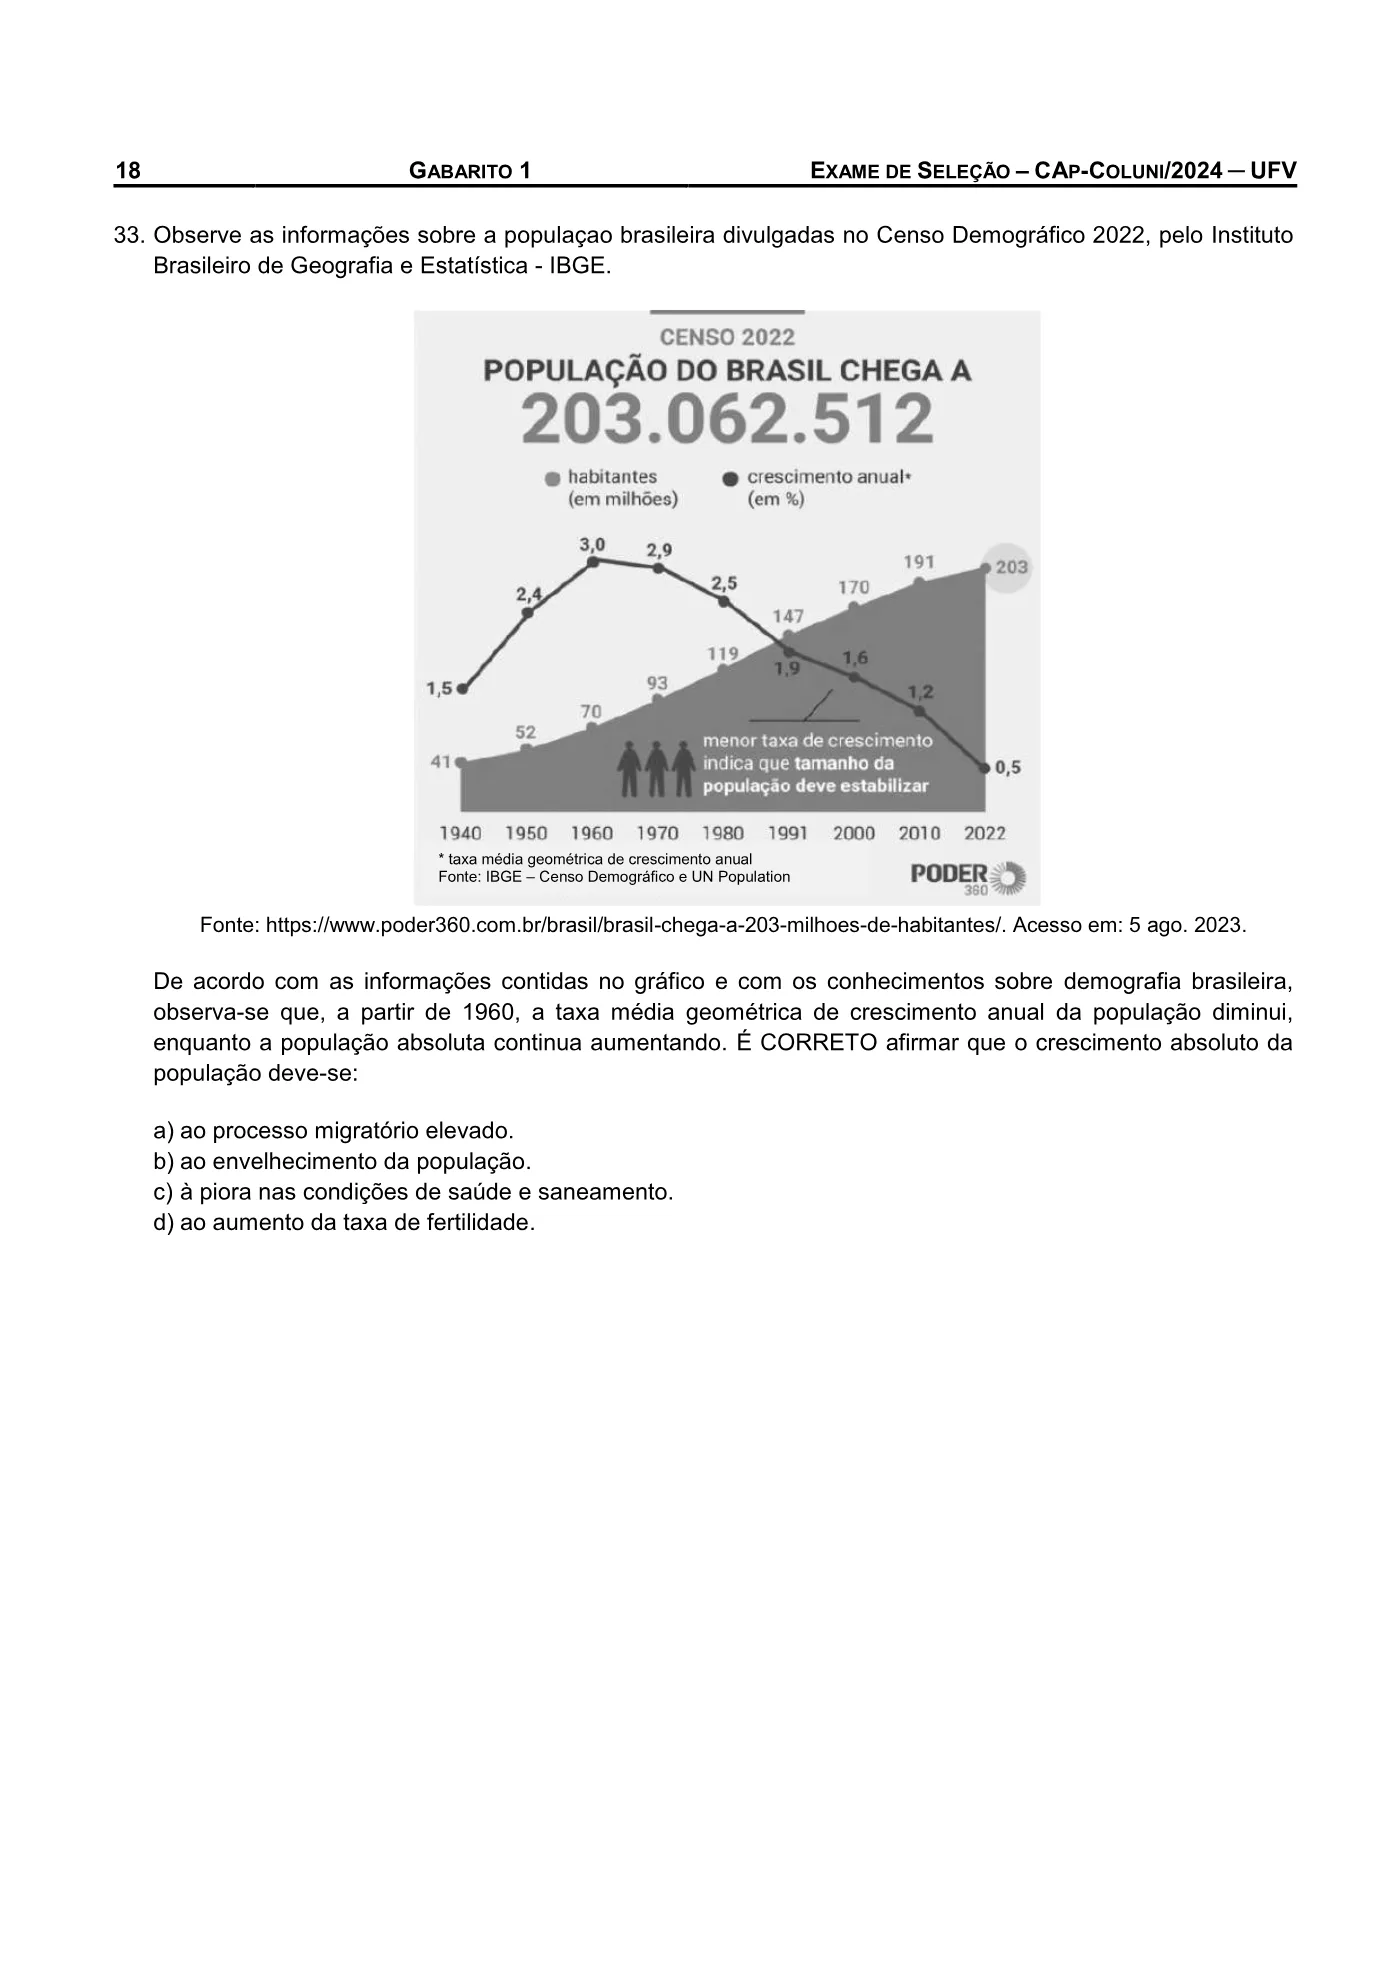 18 GABARITO 1 EXAME DE SELEÇÃO – CAP-COLUNI/2024 — UFV
33. Observe as informações sobre a populaçao brasileira divulgadas no Censo Demográfico 2022, pelo Instituto
Brasileiro de Geografia e Estatística - IBGE.
CENSO 2022
POPULAÇÃO DO BRASIL CHEGA A
203.062.512
habitantes
(em milhões)
crescimento anual*
(em %)
3,0
2,9
2,5
2,4
1,5
1,9
1,6
1,2
0,5
41
52
70
93
119
147
170
191
203
menor taxa de crescimento
indica que tamanho da
população deve estabilizar
1940 1950 1960 1970 1980 1991 2000 2010 2022
* taxa média geométrica de crescimento anual
Fonte: IBGE – Censo Demográfico e UN Population
PODER
360
Fonte: https://www.poder360.com.br/brasil/brasil-chega-a-203-milhoes-de-habitantes/. Acesso em: 5 ago. 2023.
De acordo com as informações contidas no gráfico e com os conhecimentos sobre demografia brasileira,
observa-se que, a partir de 1960, a taxa média geométrica de crescimento anual da população diminui,
enquanto a população absoluta continua aumentando. É CORRETO afirmar que o crescimento absoluto da
população deve-se:
a) ao processo migratório elevado.
b) ao envelhecimento da população.
c) à piora nas condições de saúde e saneamento.
d) ao aumento da taxa de fertilidade.